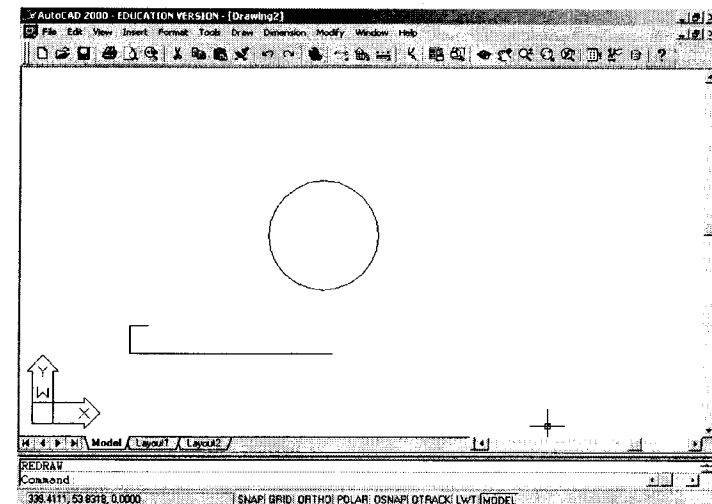 AutoCAD 2000 - EDUCATION VERSION - [Drawing2]
File Edit View Insert Format Tools Draw Dimension Modify Window Help
?
Y
W
X
Model Layout1 Layout2
REDRAW
Command
336.4111, 53.8318, 0.0000 SNAP GRID ORTHO POLAR OSNAP OTRACK LWT MODEL